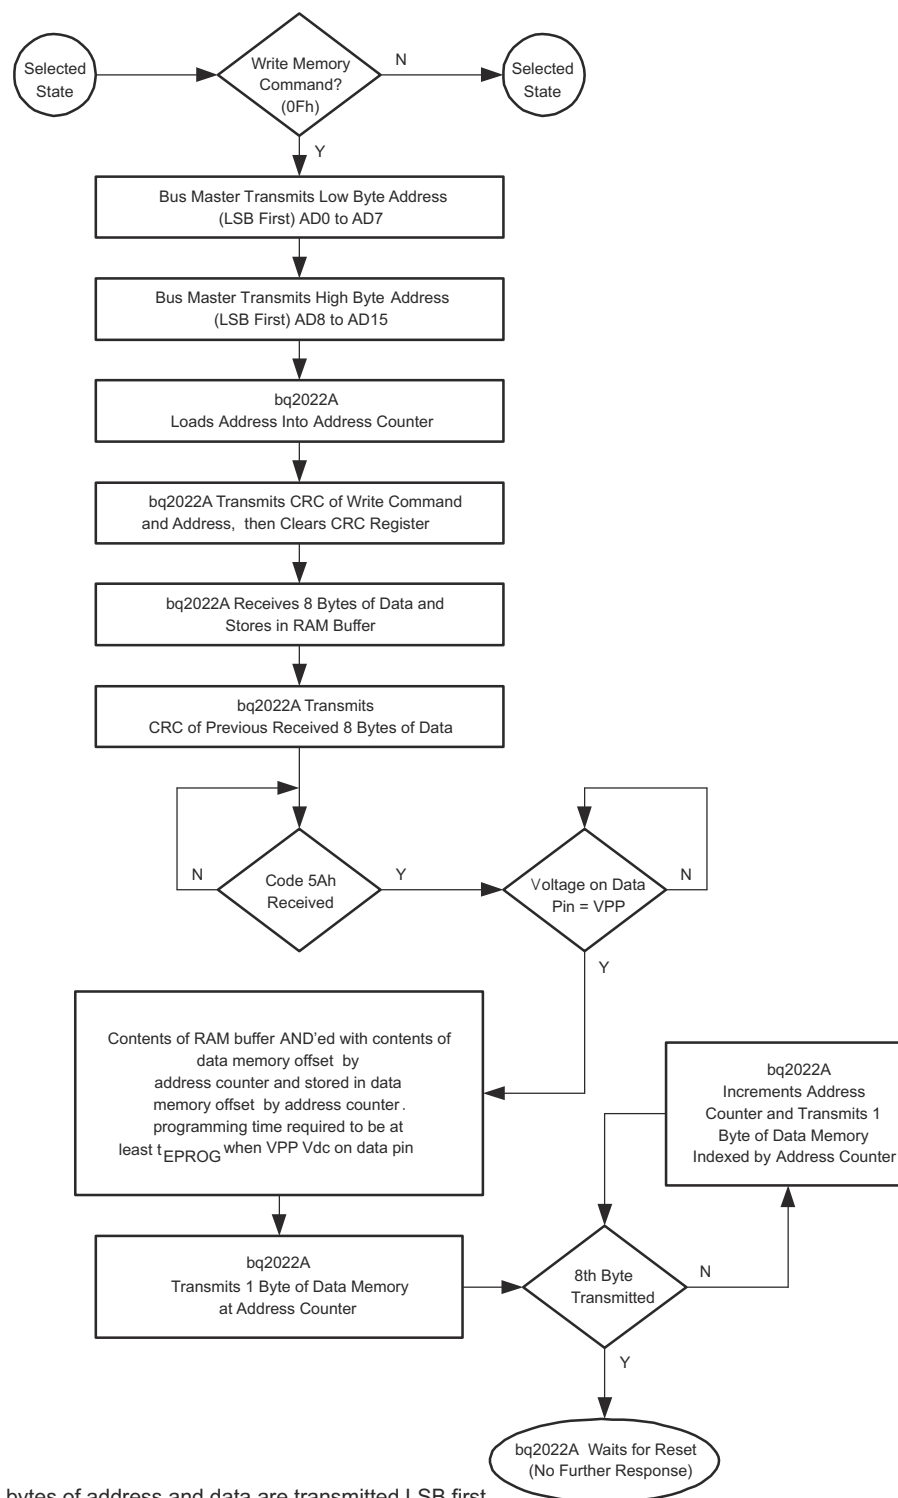 Selected
State
Write Memory
Command?
(0Fh)
N
Selected
State
Y
Bus Master Transmits Low Byte Address
(LSB First) AD0 to AD7
Bus Master Transmits High Byte Address
(LSB First) AD8 to AD15
bq2022A
Loads Address Into Address Counter
bq2022A Transmits CRC of Write Command
and Address, then Clears CRC Register
bq2022A Receives 8 Bytes of Data and
Stores in RAM Buffer
bq2022A Transmits
CRC of Previous Received 8 Bytes of Data
N
Code 5Ah
Received
Y
Voltage on Data
Pin = VPP
N
Y
Contents of RAM buffer AND'ed with contents of
data memory offset by
address counter and stored in data
memory offset by address counter.
programming time required to be at
least tEPROG when VPP Vdc on data pin
bq2022A
Increments Address
Counter and Transmits 1
Byte of Data Memory
Indexed by Address Counter
bq2022A
Transmits 1 Byte of Data Memory
at Address Counter
8th Byte
Transmitted
N
Y
bq2022A Waits for Reset
(No Further Response)
bytes of address and data are transmitted LSB first